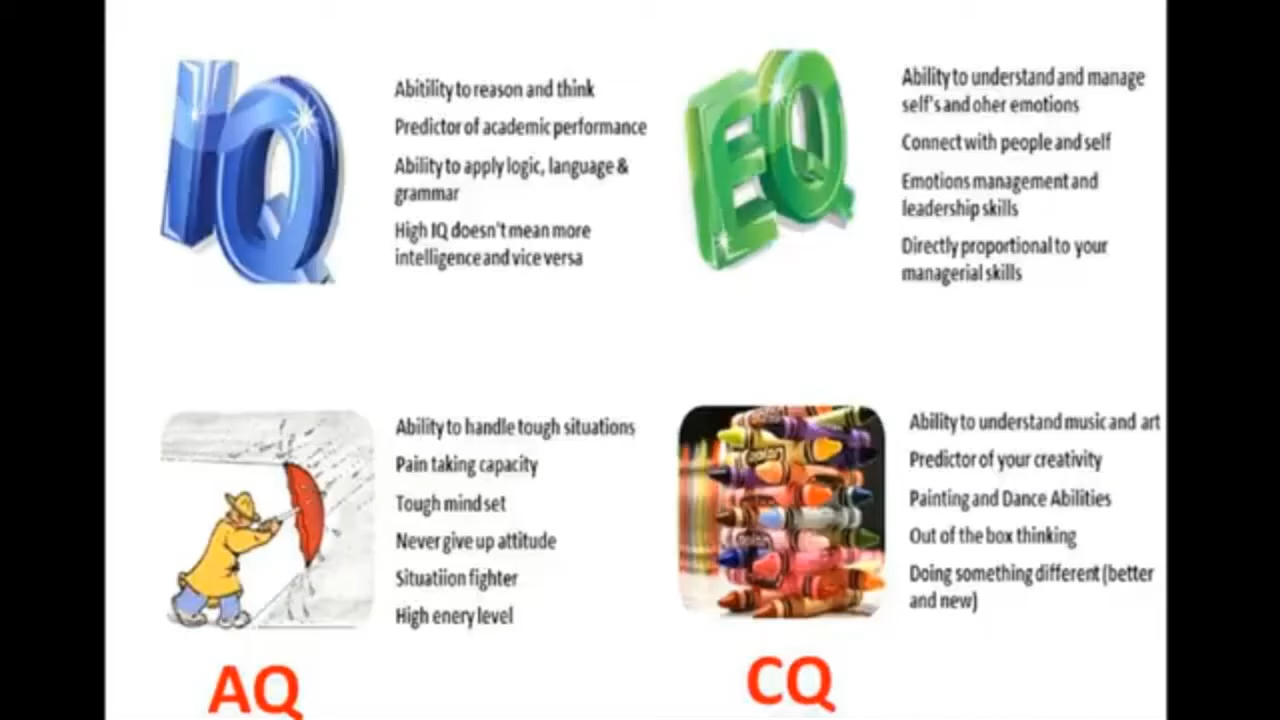 IQ
Abitility to reason and think
Predictor of academic performance
Ability to apply logic, language &
grammar
High IQ doesn't mean more
intelligence and vice versa
EQ
Ability to understand and manage
self's and oher emotions
Connect with people and self
Emotions management and
leadership skills
Directly proportional to your
managerial skills
Ability to handle tough situations
Pain taking capacity
Tough mind set
Never give up attitude
Situatiion fighter
High enery level
AQ
Ability to understand music and art
Predictor of your creativity
Painting and Dance Abilities
Out of the box thinking
Doing something different (better
and new)
CQ